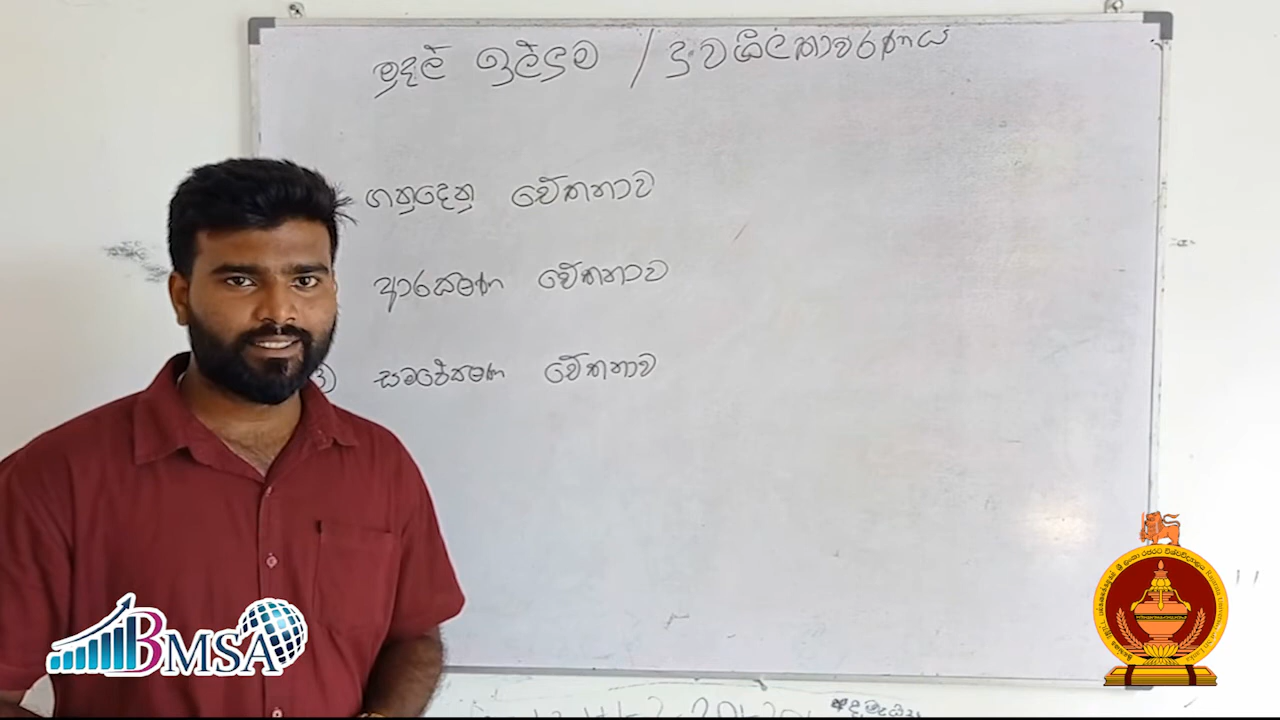 මුදල් ඉල්ලුම / ද්‍රවශීලතාවරණය
ගනුදෙනු චේතනාව
ආරක්ෂණ චේතනාව
3) සමපේක්ෂණ චේතනාව
BMSA